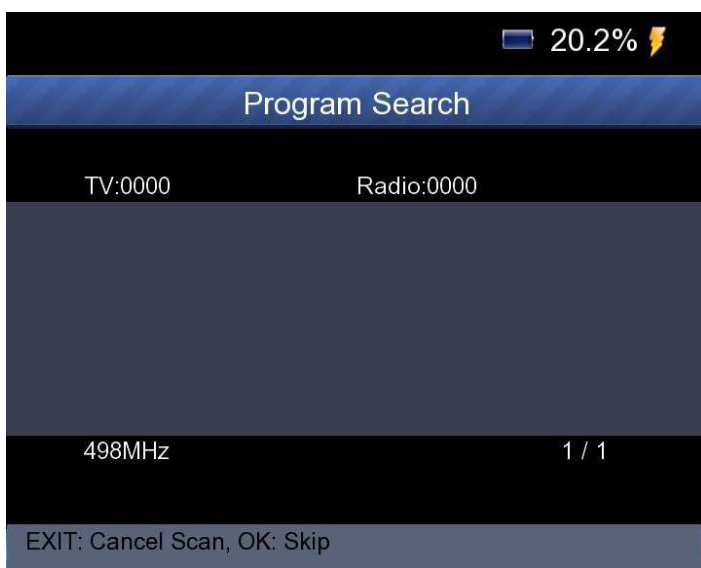 20.2%
Program Search
TV:0000 Radio:0000
498MHz 1 / 1
EXIT: Cancel Scan, OK: Skip